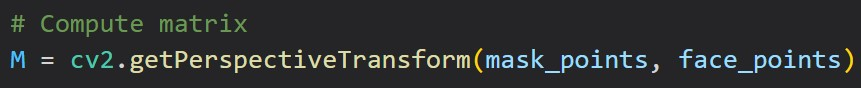 # Compute matrix
M = cv2.getPerspectiveTransform(mask_points, face_points)